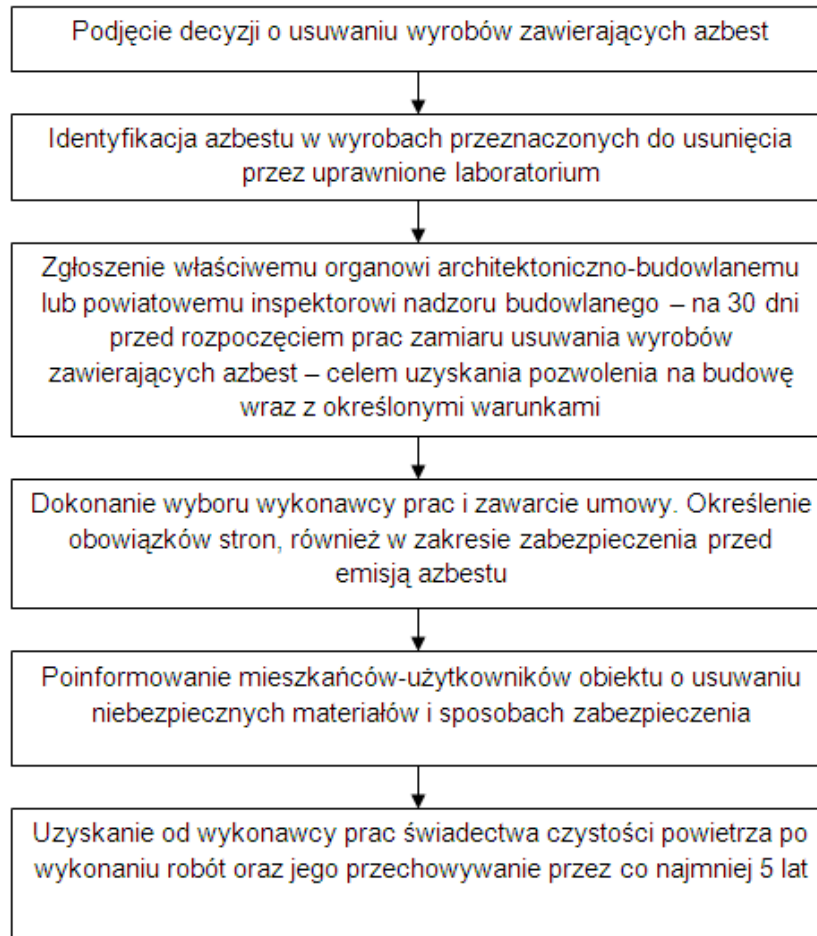 Podjęcie decyzji o usuwaniu wyrobów zawierających azbest
Identyfikacja azbestu w wyrobach przeznaczonych do usunięcia
przez uprawnione laboratorium
Zgłoszenie właściwemu organowi architektoniczno-budowlanemu
lub powiatowemu inspektorowi nadzoru budowlanego – na 30 dni
przed rozpoczęciem prac zamiaru usuwania wyrobów
zawierających azbest – celem uzyskania pozwolenia na budowę
wraz z określonymi warunkami
Dokonanie wyboru wykonawcy prac i zawarcie umowy. Określenie
obowiązków stron, również w zakresie zabezpieczenia przed
emisją azbestu
Poinformowanie mieszkańców-użytkowników obiektu o usuwaniu
niebezpiecznych materiałów i sposobach zabezpieczenia
Uzyskanie od wykonawcy prac świadectwa czystości powietrza po
wykonaniu robót oraz jego przechowywanie przez co najmniej 5 lat